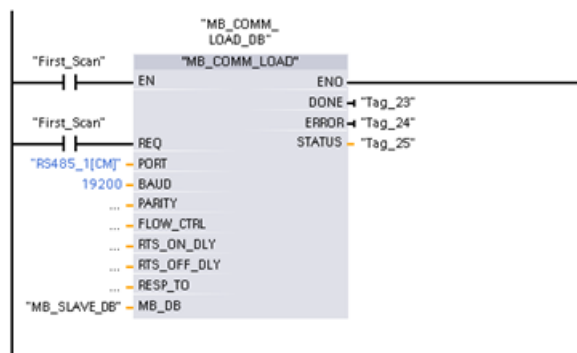 "MB_COMM_
LOAD_DB"
"First_Scan"
"MB_COMM_LOAD"
EN
ENO
DONE
"Tag_23"
"First_Scan"
ERROR
"Tag_24"
REQ
STATUS
"Tag_25"
"RS485_1[CM]"
PORT
19200
BAUD
...
PARITY
...
FLOW_CTRL
...
RTS_ON_DLY
...
RTS_OFF_DLY
...
RESP_TO
"MB_SLAVE_DB"
MB_DB